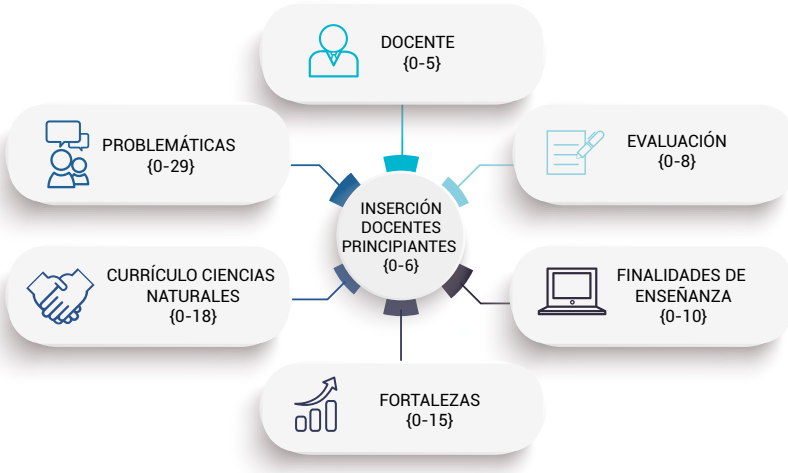 DOCENTE
{0-5}
PROBLEMÁTICAS
{0-29}
EVALUACIÓN
{0-8}
INSERCIÓN
DOCENTES
PRINCIPIANTES
{0-6}
CURRÍCULO CIENCIAS
NATURALES
{0-18}
FINALIDADES DE
ENSEÑANZA
{0-10}
FORTALEZAS
{0-15}